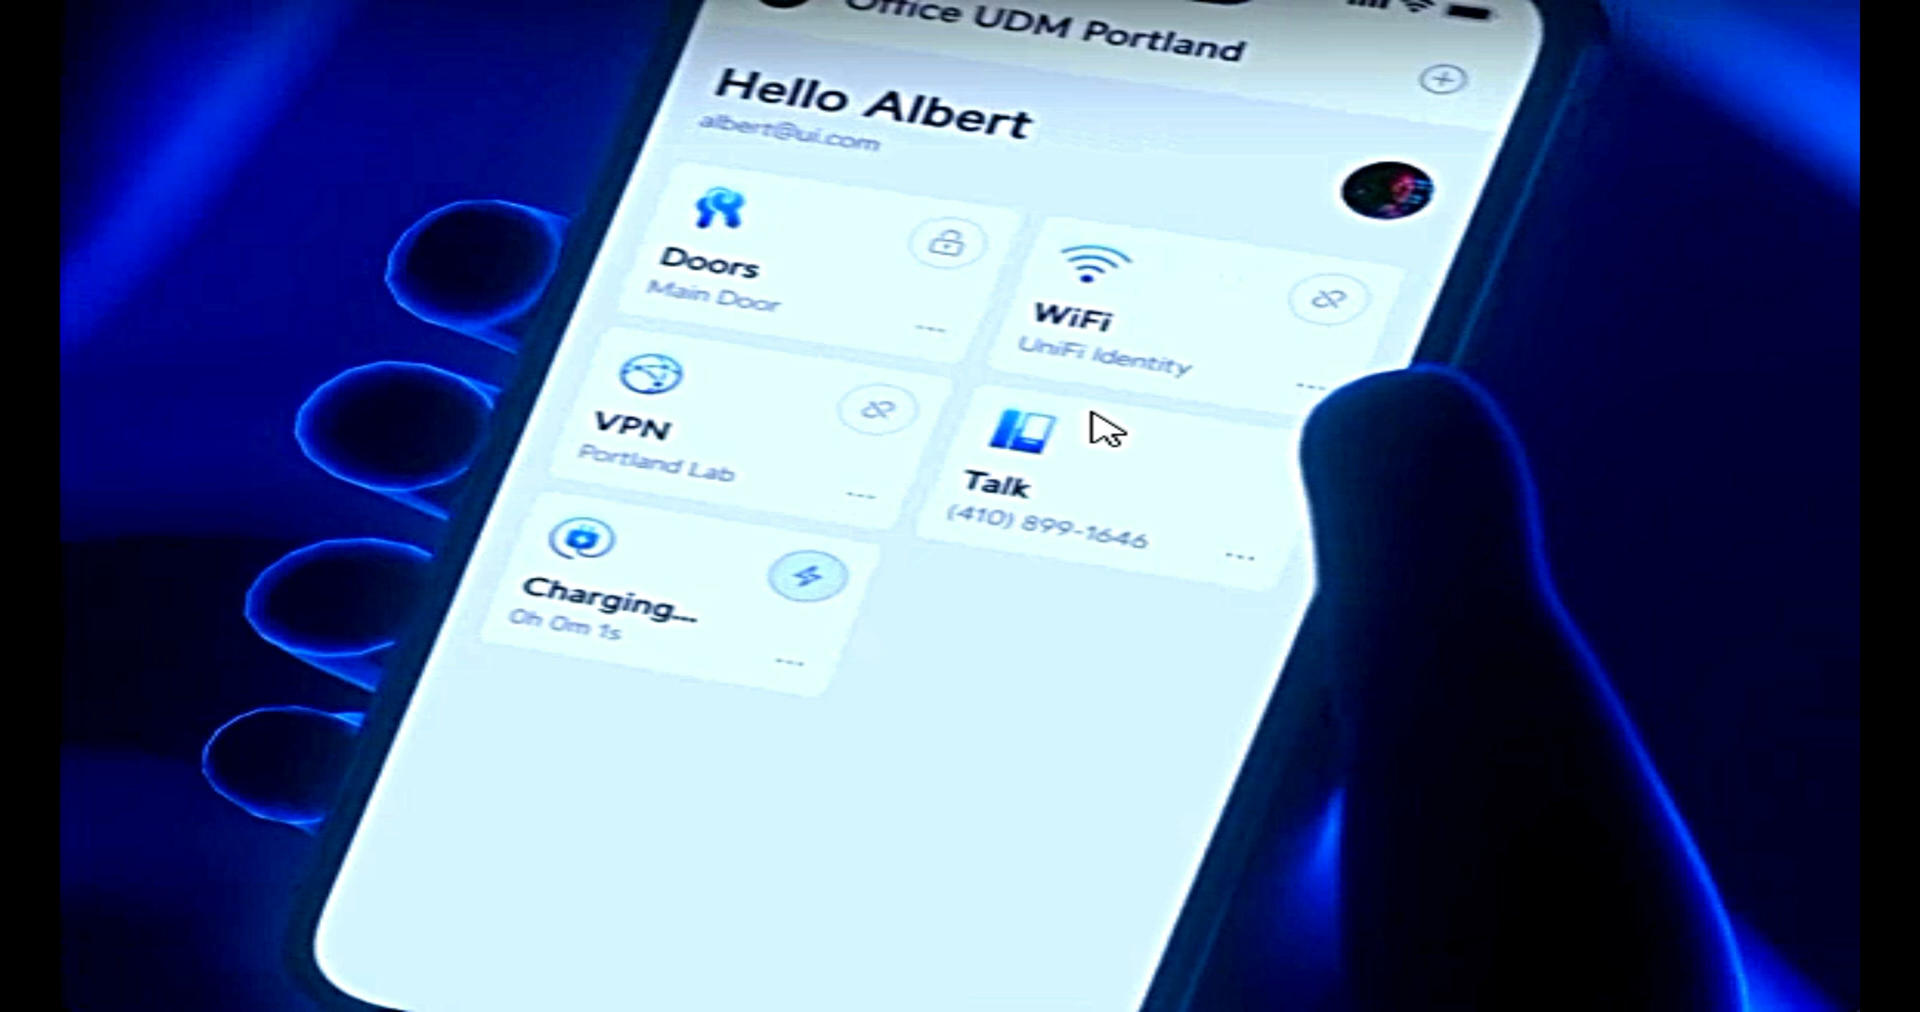 Office UDM Portland
Hello Albert
albert@ui.com
Doors
Main Door
WiFi
UniFi Identity
VPN
Portland Lab
Talk
(410) 899-1646
Charging...
0h 0m 1s